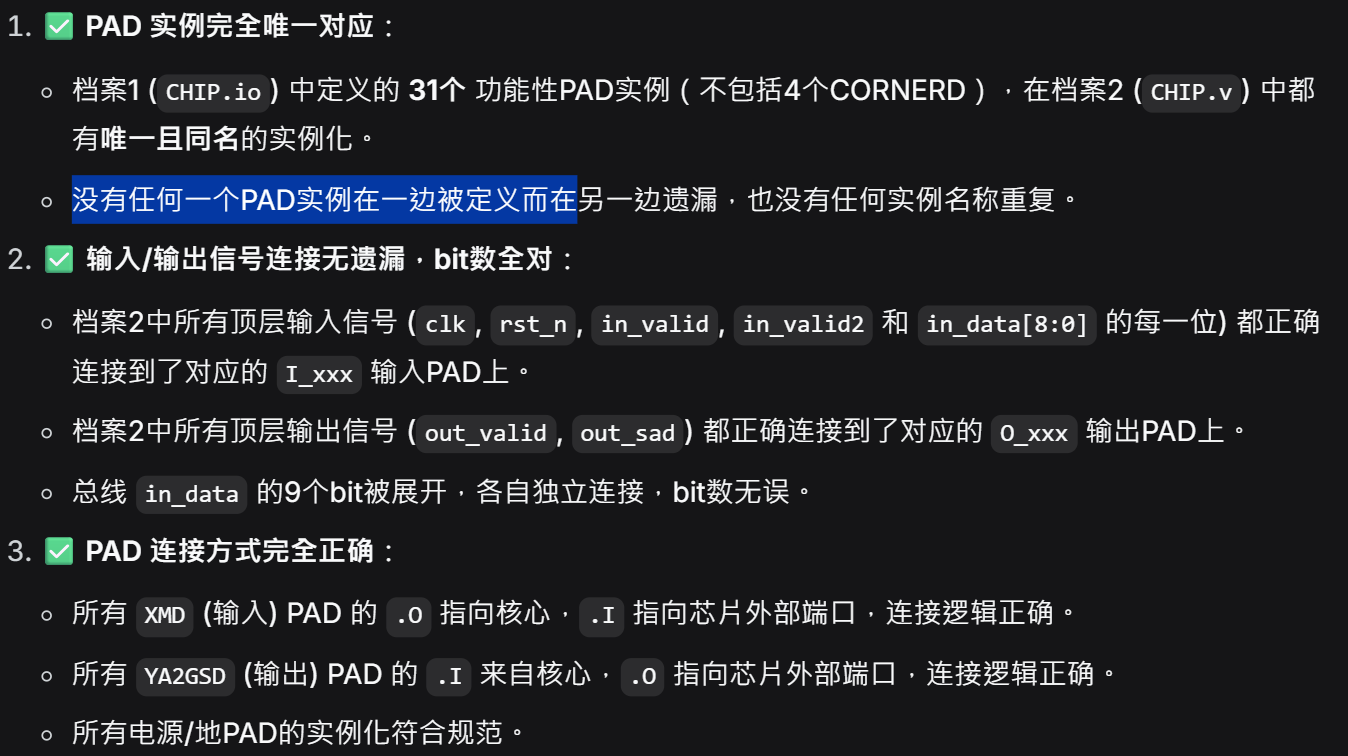 1. ✅ PAD 实例完全唯一对应：
◦ 档案1 (CHIP.io) 中定义的 31个 功能性PAD实例（不包括4个CORNERD），在档案2 (CHIP.v) 中都
有唯一且同名的实例化。
◦ 没有任何一个PAD实例在一边被定义而在另一边遗漏，也没有任何实例名称重复。
2. ✅ 输入/输出信号连接无遗漏，bit数全对：
◦ 档案2中所有顶层输入信号 (clk, rst_n, in_valid, in_valid2 和 in_data[8:0] 的每一位) 都正确
连接到了对应的 I_xxx 输入PAD上。
◦ 档案2中所有顶层输出信号 (out_valid, out_sad) 都正确连接到了对应的 O_xxx 输出PAD上。
◦ 总线 in_data 的9个bit被展开，各自独立连接，bit数无误。
3. ✅ PAD 连接方式完全正确：
◦ 所有 XMD (输入) PAD 的 .O 指向核心，.I 指向芯片外部端口，连接逻辑正确。
◦ 所有 YA2GSD (输出) PAD 的 .I 来自核心，.O 指向芯片外部端口，连接逻辑正确。
◦ 所有电源/地PAD的实例化符合规范。